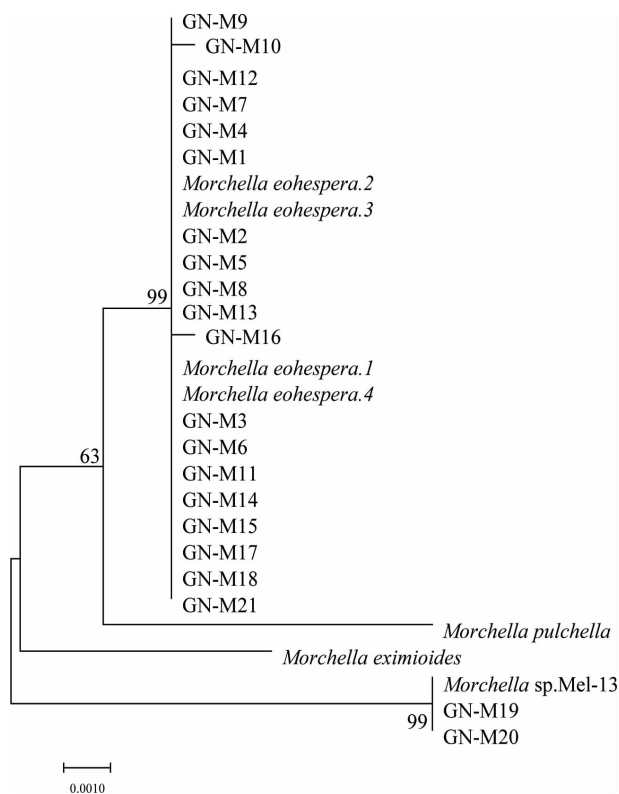 GN-M9
GN-M10
GN-M12
GN-M7
GN-M4
GN-M1
Morchella eohespera.2
Morchella eohespera.3
GN-M2
GN-M5
GN-M8
99
GN-M13
GN-M16
Morchella eohespera.1
Morchella eohespera.4
GN-M3
GN-M6
63
GN-M11
GN-M14
GN-M15
GN-M17
GN-M18
GN-M21
Morchella pulchella
Morchella eximioides
Morchella sp.Mel-13
GN-M19
99
GN-M20
0.0010